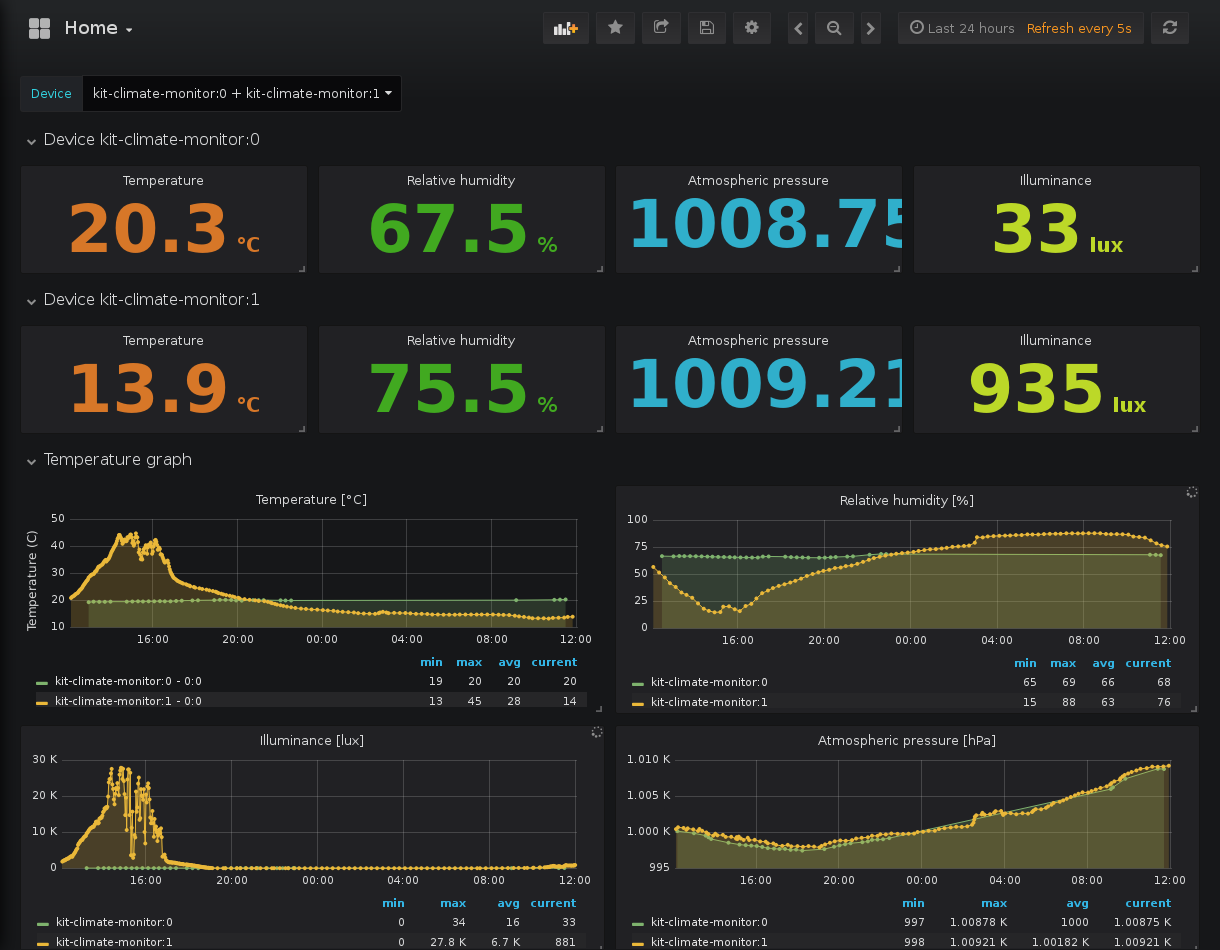 Home
Last 24 hours Refresh every 5s
Device kit-climate-monitor:0 + kit-climate-monitor:1
Device kit-climate-monitor:0
Temperature Relative humidity Atmospheric pressure Illuminance
20.3 °C 67.5 % 1008.75 33 lux
Device kit-climate-monitor:1
Temperature Relative humidity Atmospheric pressure Illuminance
13.9 °C 75.5 % 1009.21 935 lux
Temperature graph
Temperature [°C]
Temperature (C)
50
40
30
20
10
16:00 20:00 00:00 04:00 08:00 12:00
min max avg current
kit-climate-monitor:0 - 0:0 19 20 20 20
kit-climate-monitor:1 - 0:0 13 45 28 14
Relative humidity [%]
100
75
50
25
0
16:00 20:00 00:00 04:00 08:00 12:00
min max avg current
kit-climate-monitor:0 65 69 66 68
kit-climate-monitor:1 15 88 63 76
Illuminance [lux]
30 K
20 K
10 K
0
16:00 20:00 00:00 04:00 08:00 12:00
min max avg current
kit-climate-monitor:0 0 34 16 33
kit-climate-monitor:1 0 27.8 K 6.7 K 881
Atmospheric pressure [hPa]
1.010 K
1.005 K
1.000 K
995
16:00 20:00 00:00 04:00 08:00 12:00
min max avg current
kit-climate-monitor:0 997 1.00878 K 1000 1.00875 K
kit-climate-monitor:1 998 1.00921 K 1.00182 K 1.00921 K